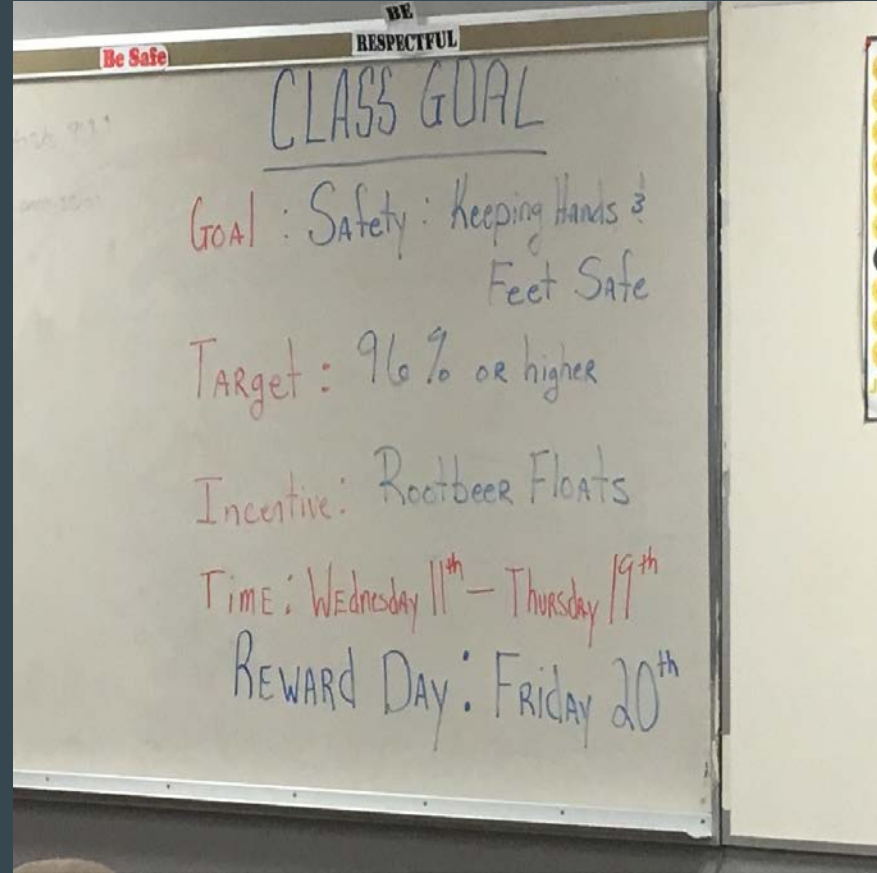 BE
RESPECTFUL
Be Safe
CLASS GOAL
Goal : Safety : Keeping Hands &
Feet Safe
Target : 96% or higher
Incentive : Rootbeer Floats
Time : Wednesday 11th - Thursday 19th
Reward Day : Friday 20th